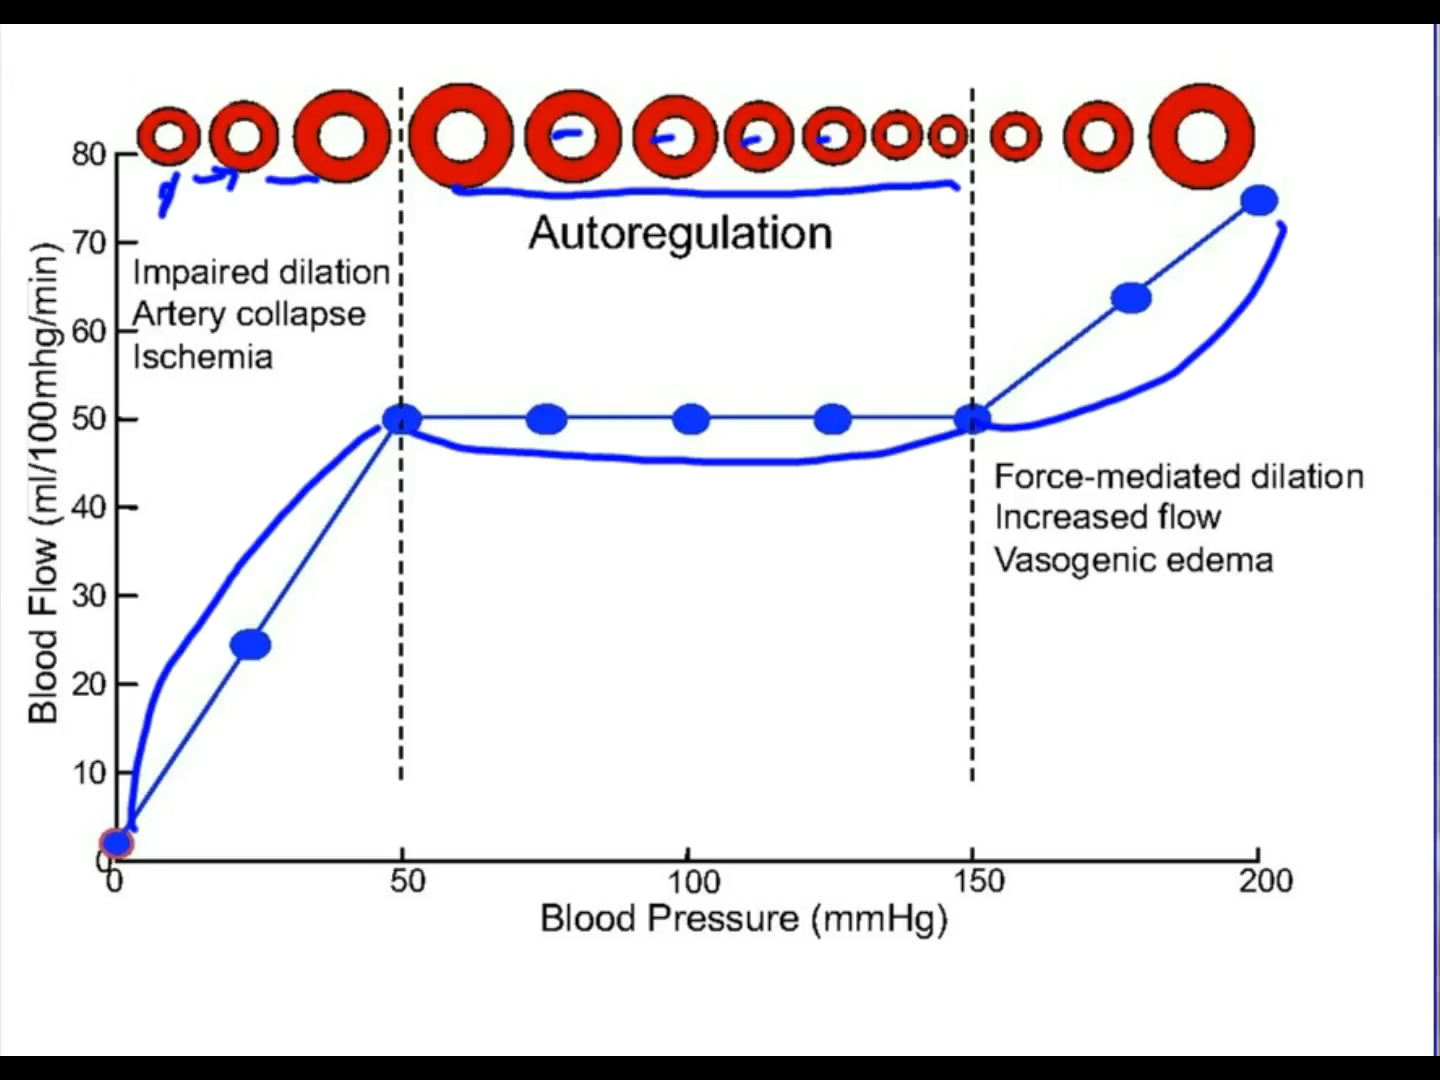 Autoregulation
Impaired dilation
Artery collapse
Ischemia
Force-mediated dilation
Increased flow
Vasogenic edema
Blood Flow (ml/100mhg/min)
80
70
60
50
40
30
20
10
0
0
50
100
150
200
Blood Pressure (mmHg)